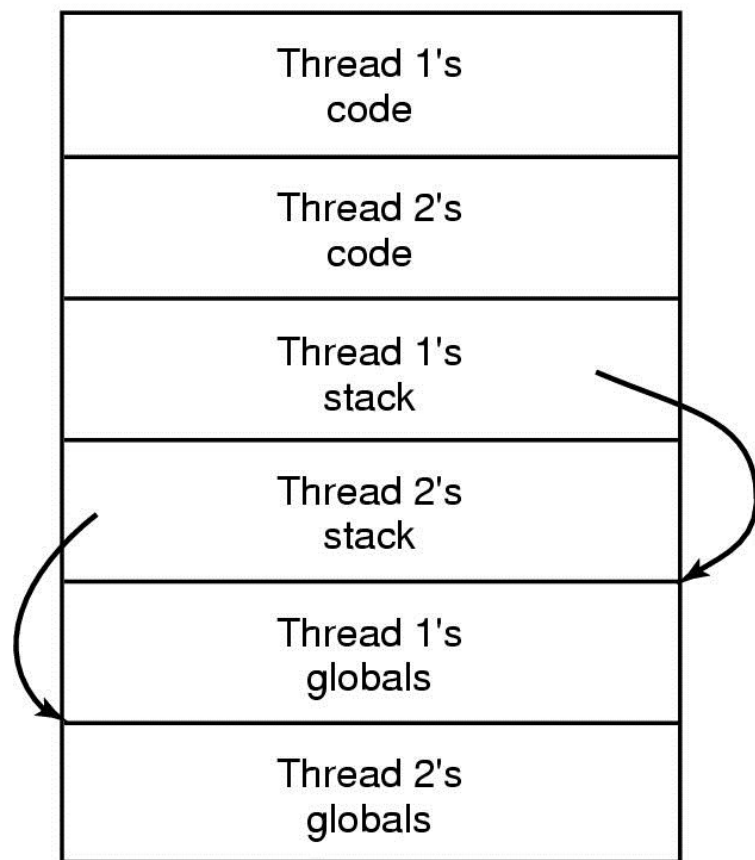 Thread 1's
code
Thread 2's
code
Thread 1's
stack
Thread 2's
stack
Thread 1's
globals
Thread 2's
globals